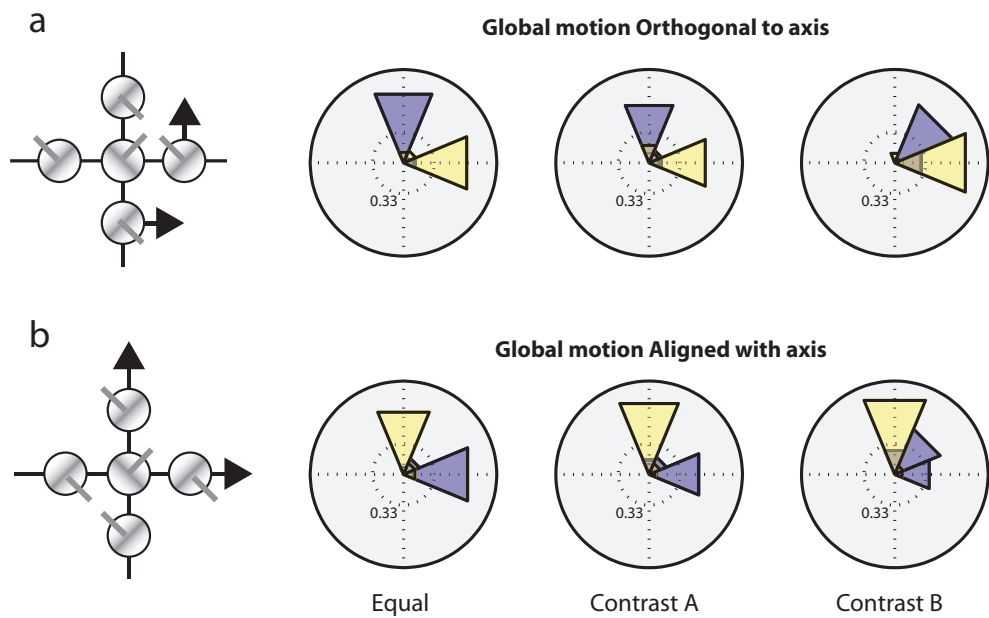 a
Global motion Orthogonal to axis
0.33
0.33
0.33
b
Global motion Aligned with axis
0.33
0.33
0.33
Equal
Contrast A
Contrast B